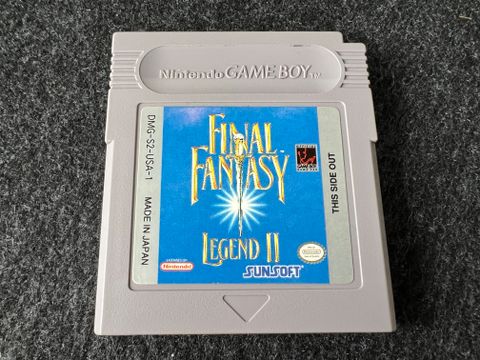 Nintendo GAME BOY TM
DMG-S2-USA-1
MADE IN JAPAN
FINAL
FANTASY
LEGEND II
LICENSED BY
Nintendo
SUNSOFT
THIS SIDE OUT